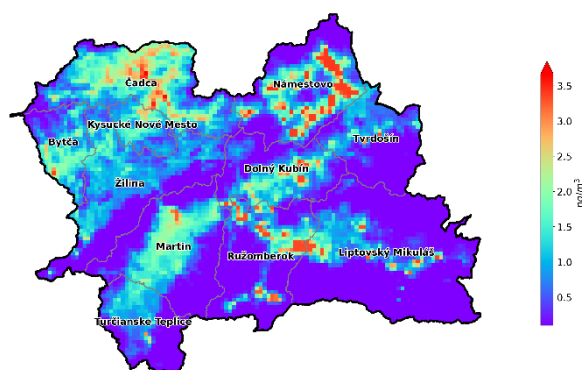 Čadca
Námestovo
Kysucké Nové Mesto
Tvrdošín
Bytča
Dolný Kubín
Žilina
Martin
Ružomberok
Liptovský Mikuláš
Turčianske Teplice
3.5
3.0
2.5
2.0
1.5
1.0
0.5
ng/m³